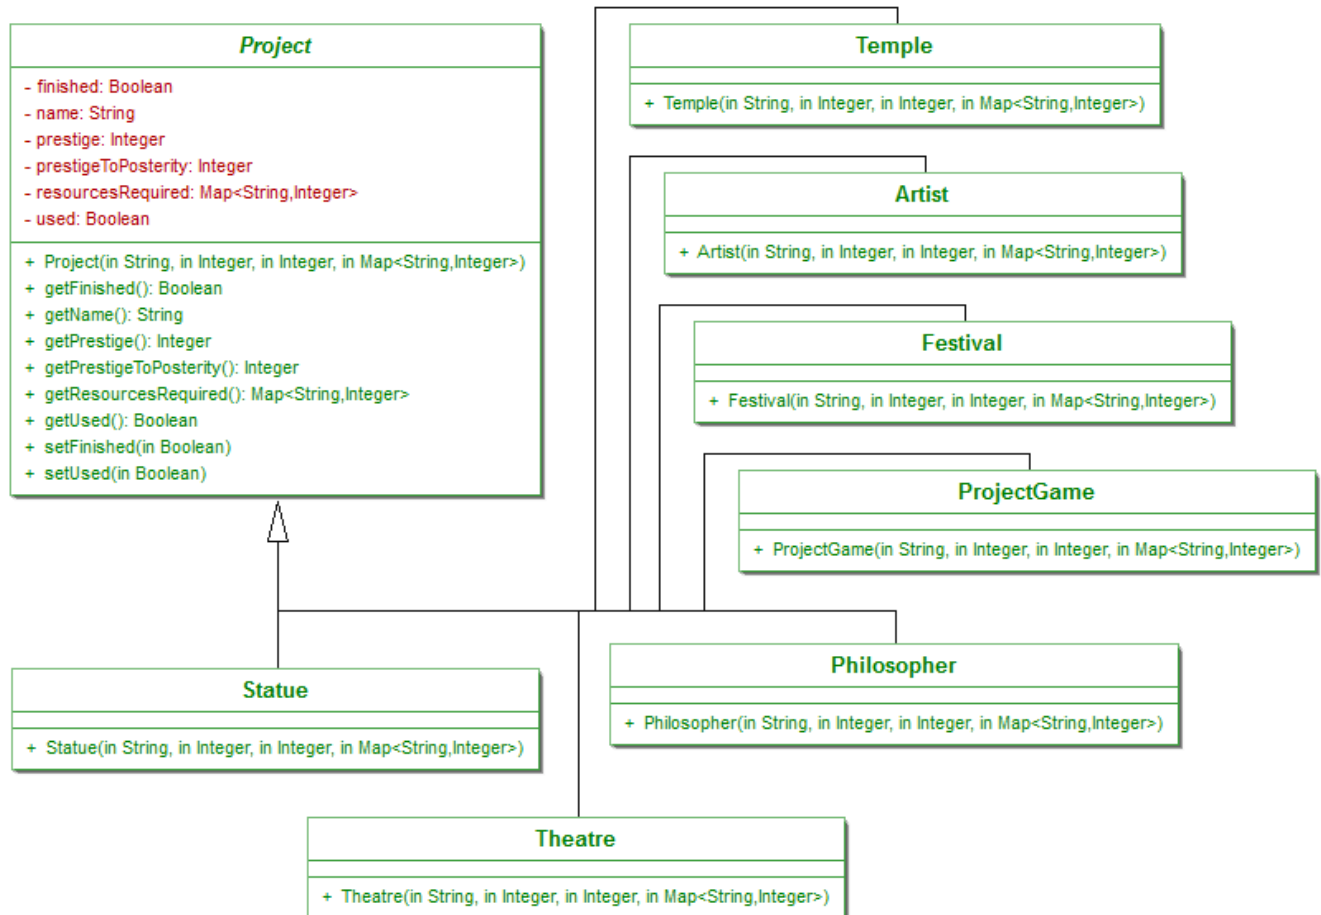 Project
- finished: Boolean
- name: String
- prestige: Integer
- prestigeToPosterity: Integer
- resourcesRequired: Map<String,Integer>
- used: Boolean
+ Project(in String, in Integer, in Integer, in Map<String,Integer>)
+ getFinished(): Boolean
+ getName(): String
+ getPrestige(): Integer
+ getPrestigeToPosterity(): Integer
+ getResourcesRequired(): Map<String,Integer>
+ getUsed(): Boolean
+ setFinished(in Boolean)
+ setUsed(in Boolean)
Temple
+ Temple(in String, in Integer, in Integer, in Map<String,Integer>)
Artist
+ Artist(in String, in Integer, in Integer, in Map<String,Integer>)
Festival
+ Festival(in String, in Integer, in Integer, in Map<String,Integer>)
ProjectGame
+ ProjectGame(in String, in Integer, in Integer, in Map<String,Integer>)
Philosopher
+ Philosopher(in String, in Integer, in Integer, in Map<String,Integer>)
Statue
+ Statue(in String, in Integer, in Integer, in Map<String,Integer>)
Theatre
+ Theatre(in String, in Integer, in Integer, in Map<String,Integer>)